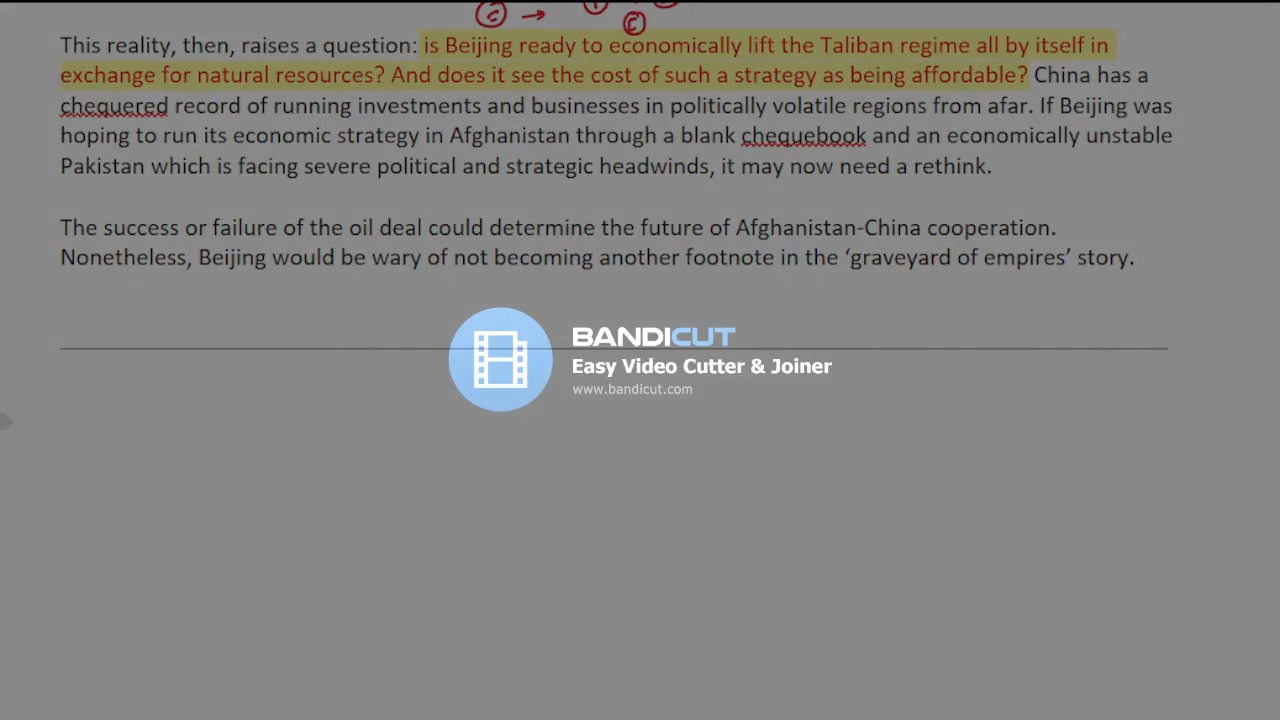 This reality, then, raises a question: is Beijing ready to economically lift the Taliban regime all by itself in
exchange for natural resources? And does it see the cost of such a strategy as being affordable? China has a
chequered record of running investments and businesses in politically volatile regions from afar. If Beijing was
hoping to run its economic strategy in Afghanistan through a blank chequebook and an economically unstable
Pakistan which is facing severe political and strategic headwinds, it may now need a rethink.
The success or failure of the oil deal could determine the future of Afghanistan-China cooperation.
Nonetheless, Beijing would be wary of not becoming another footnote in the ‘graveyard of empires’ story.
BANDICUT
Easy Video Cutter & Joiner
www.bandicut.com